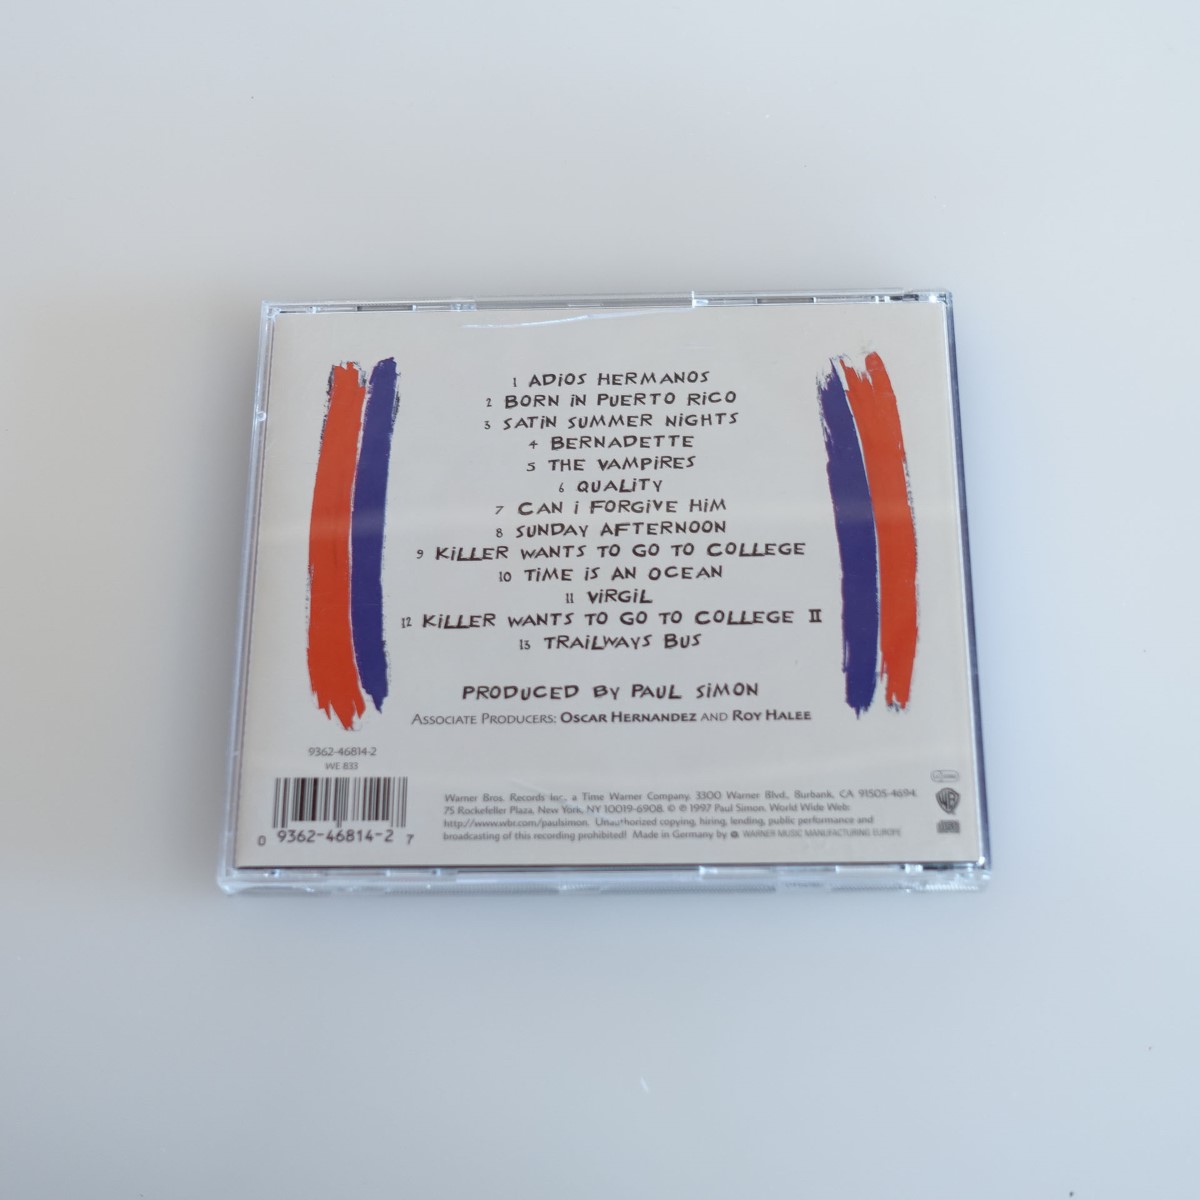 1 ADiOS HERMANOS
2 BORN iN PUERTO RiCO
3 SATiN SUMMER NiGHTS
4 BERNADETTE
5 THE VAMPiRES
6 QUALiTY
7 CAN i FORGiVE HiM
8 SUNDAY AFTERNOON
9 KiLLER WANTS TO GO TO COLLEGE
10 TiME iS AN OCEAN
11 ViRGiL
12 KiLLER WANTS TO GO TO COLLEGE II
13 TRAiLWAYS BUS
PRODUCED BY PAUL SiMON
ASSOCIATE PRODUCERS: OSCAR HERNANDEZ AND ROY HALEE
9362-46814-2
WE 833
0 9362-46814-2 7
Warner Bros. Records Inc., a Time Warner Company. 3300 Warner Blvd., Burbank, CA 91505-4694.
75 Rockefeller Plaza, New York, NY 10019-6908. ℗ © 1997 Paul Simon. World Wide Web:
http://www.wbr.com/paulsimon. Unauthorized copying, hiring, lending, public performance and
broadcasting of this recording prohibited! Made in Germany by WARNER MUSIC MANUFACTURING EUROPE
WB